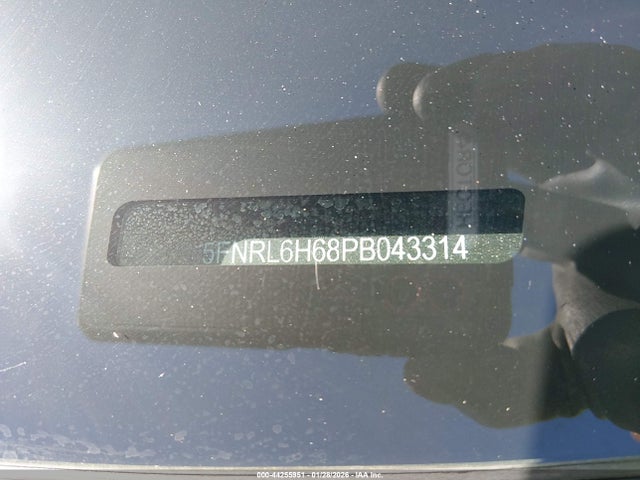 5FNRL6H68PB043314
000-44255951 - 01/28/2026 - IAA Inc.